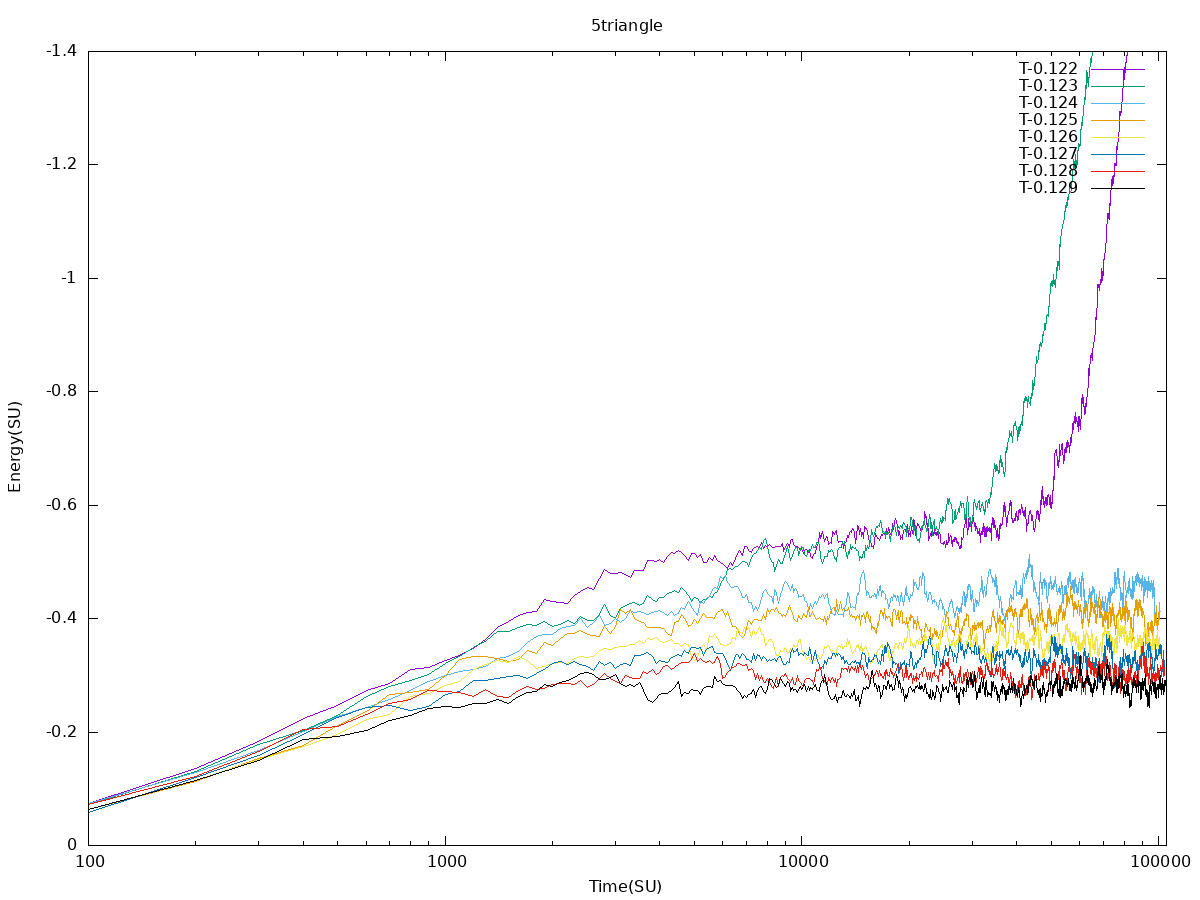 5triangle
-1.4
-1.2
-1
-0.8
-0.6
-0.4
-0.2
0
Energy(SU)
T-0.122
T-0.123
T-0.124
T-0.125
T-0.126
T-0.127
T-0.128
T-0.129
100
1000
10000
100000
Time(SU)